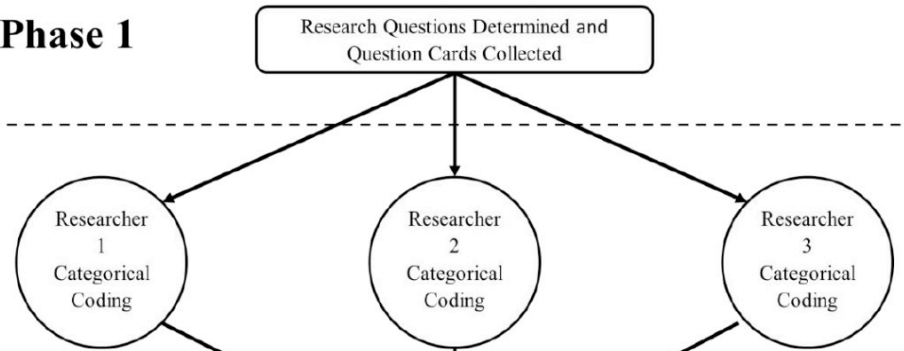 Phase 1
Research Questions Determined and
Question Cards Collected
Researcher
1
Categorical
Coding
Researcher
2
Categorical
Coding
Researcher
3
Categorical
Coding